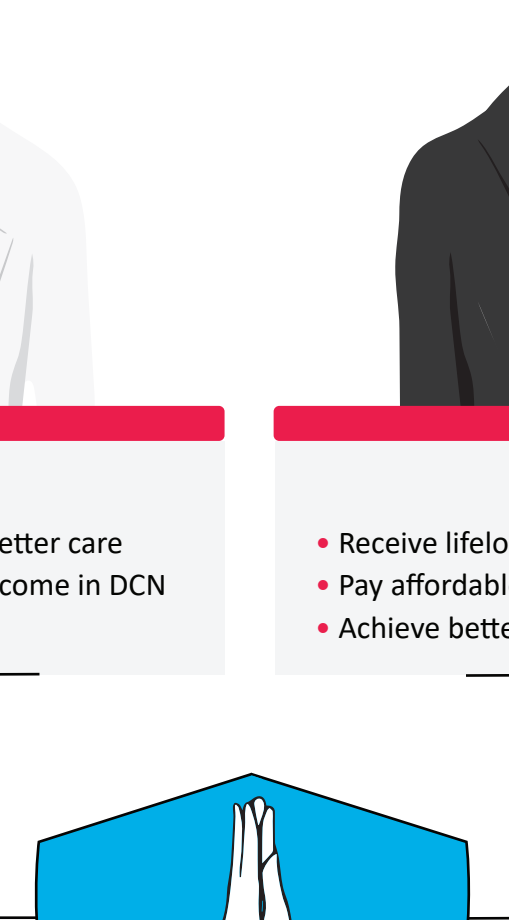 etter care
come in DCN
• Receive lifelo
• Pay affordabl
• Achieve bette